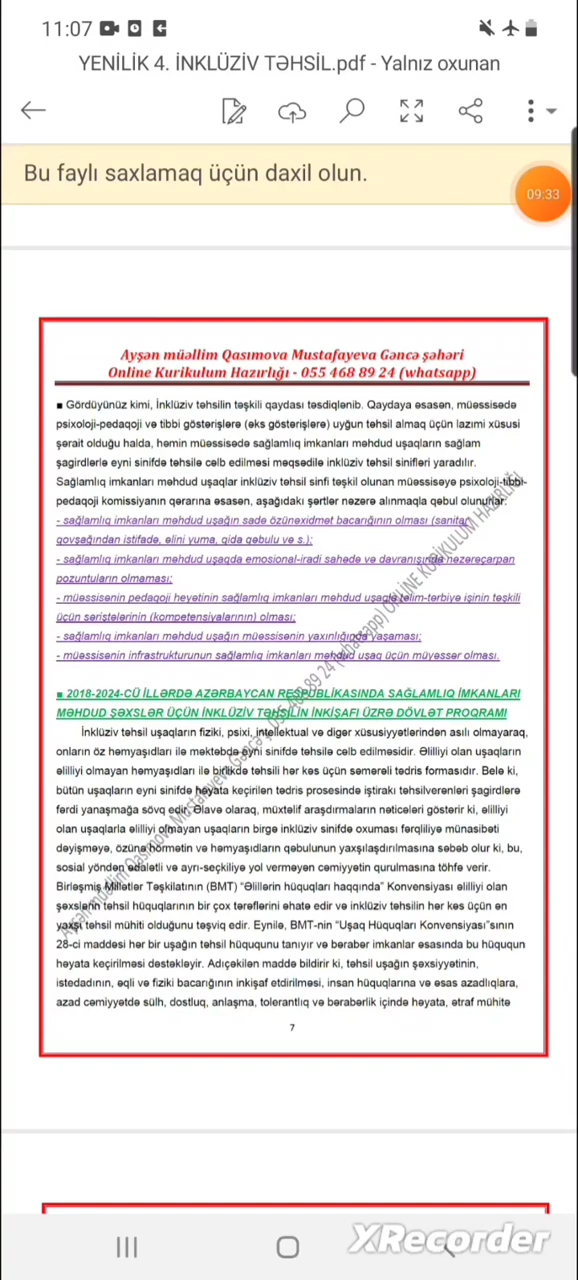 11:07
YENİLİK 4. İNKLÜZİV TƏHSİL.pdf - Yalnız oxunan
Bu faylı saxlamaq üçün daxil olun.
09:33
Ayşən müəllim Qasımova Mustafayeva Gəncə şəhəri
Online Kurikulum Hazırlığı - 055 468 89 24 (whatsapp)
■ Gördüyünüz kimi, İnklüziv təhsilin təşkili qaydası təsdiqlənib. Qaydaya əsasən, müəssisədə
psixoloji-pedaqoji və tibbi göstərişlərə (əks göstərişlərə) uyğun təhsil almaq üçün lazımi xüsusi
şərait olduğu halda, həmin müəssisədə sağlamlıq imkanları məhdud uşaqların sağlam
şagirdlərlə eyni sinifdə təhsilə cəlb edilməsi məqsədilə inklüziv təhsil sinifləri yaradılır.
Sağlamlıq imkanları məhdud uşaqlar inklüziv təhsil sinfi təşkil olunan müəssisəyə psixoloji-tibbi-
pedaqoji komissiyanın qərarına əsasən, aşağıdakı şərtlər nəzərə alınmaqla qəbul olunurlar:
- sağlamlıq imkanları məhdud uşağın sadə özünəxidmət bacarığının olması (sanitar
qovşağından istifadə, əlini yuma, qida qəbulu və s.);
- sağlamlıq imkanları məhdud uşaqda emosional-iradi sahədə və davranışında nəzərəçarpan
pozuntuların olmaması;
- müəssisənin pedaqoji heyətinin sağlamlıq imkanları məhdud uşaqla təlim-tərbiyə işinin təşkili
üçün səriştələrinin (kompetensiyalarının) olması;
- sağlamlıq imkanları məhdud uşağın müəssisənin yaxınlığında yaşaması;
- müəssisənin infrastrukturunun sağlamlıq imkanları məhdud uşaq üçün müyəssər olması.
■ 2018-2024-CÜ İLLƏRDƏ AZƏRBAYCAN RESPUBLİKASINDA SAĞLAMLIQ İMKANLARI
MƏHDUD ŞƏXSLƏR ÜÇÜN İNKLÜZİV TƏHSİLİN İNKİŞAFI ÜZRƏ DÖVLƏT PROQRAMI
İnklüziv təhsil uşaqların fiziki, psixi, intellektual və digər xüsusiyyətlərindən asılı olmayaraq,
onların öz həmyaşıdları ilə məktəbdə eyni sinifdə təhsilə cəlb edilməsidir. Əlilliyi olan uşaqların
əlilliyi olmayan həmyaşıdları ilə birlikdə təhsili hər kəs üçün səmərəli tədris formasıdır. Belə ki,
bütün uşaqların eyni sinifdə həyata keçirilən tədris prosesində iştirakı təhsilverənləri şagirdlərə
fərdi yanaşmağa sövq edir. Əlavə olaraq, müxtəlif araşdırmaların nəticələri göstərir ki, əlilliyi
olan uşaqlarla əlilliyi olmayan uşaqların birgə inklüziv sinifdə oxuması fərqliliyə münasibəti
dəyişməyə, özünə hörmətin və həmyaşıdların qəbulunun yaxşılaşdırılmasına səbəb olur ki, bu,
sosial yöndən ədalətli və ayrı-seçkiliyə yol verməyən cəmiyyətin qurulmasına töhfə verir.
Birləşmiş Millətlər Təşkilatının (BMT) “Əlillərin hüquqları haqqında” Konvensiyası əlilliyi olan
şəxslərin təhsil hüquqlarının bir çox tərəflərini əhatə edir və inklüziv təhsilin hər kəs üçün ən
yaxşı təhsil mühiti olduğunu təşviq edir. Eynilə, BMT-nin “Uşaq Hüquqları Konvensiyası”sının
28-ci maddəsi hər bir uşağın təhsil hüququnu tanıyır və bərabər imkanlar əsasında bu hüququn
həyata keçirilməsi dəstəkləyir. Adıçəkilən maddə bildirir ki, təhsil uşağın şəxsiyyətinin,
istedadının, əqli və fiziki bacarığının inkişaf etdirilməsi, insan hüquqlarına və əsas azadlıqlara,
azad cəmiyyətdə sülh, dostluq, anlaşma, tolerantlıq və bərabərlik içində həyata, ətraf mühitə
Ayşən müəllim Qasımova Mustafayeva Gəncə ş. 055 468 89 24 (whatsapp) ONLİNE KURİKULUM HAZIRLIĞI
7
XRecorder